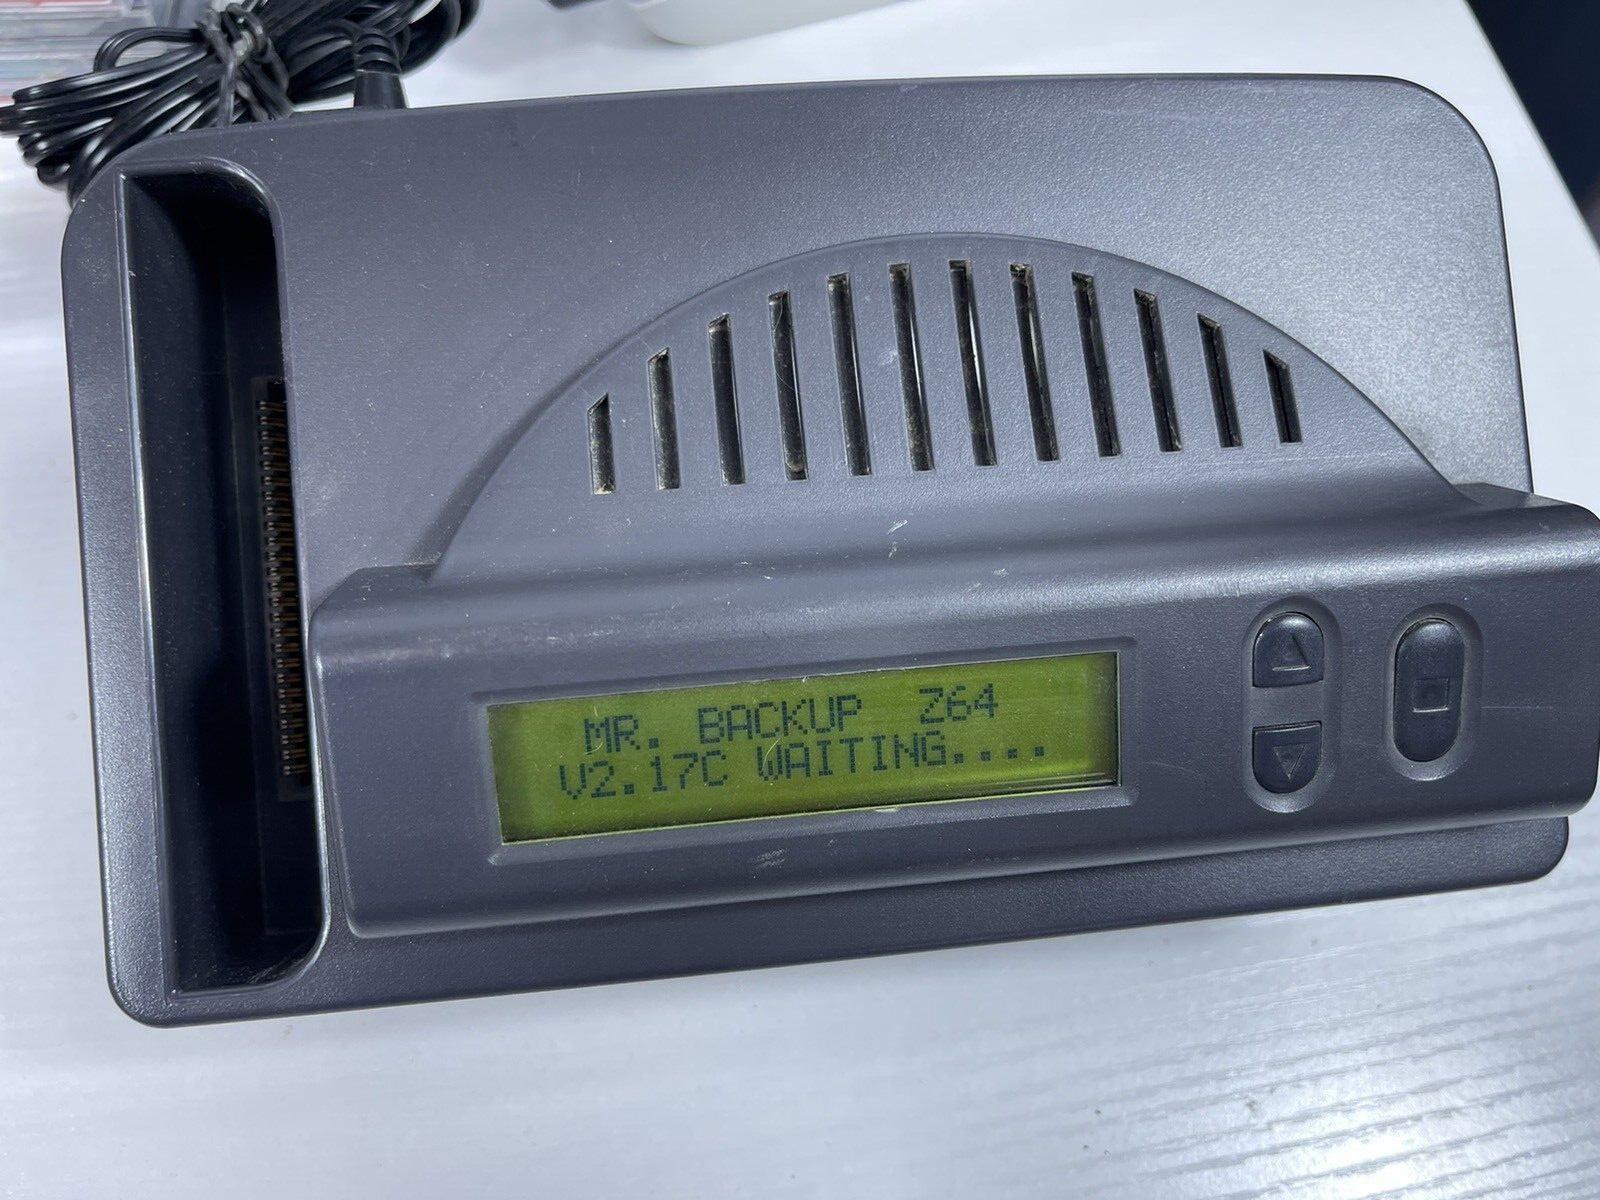 MR. BACKUP Z64
V2.17C WAITING....